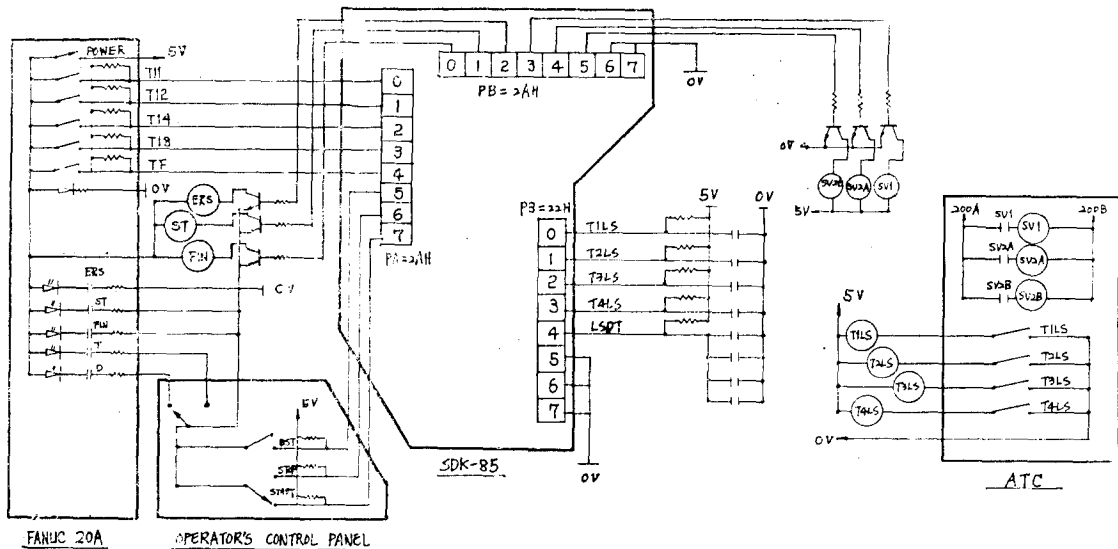 POWER
5V
T11
T12
T14
T18
TF
0V
ERS
ST
FIN
ERS
ST
FIN
T
D
FANUC 20A
5V
RST
STOP
START
OPERATOR'S CONTROL PANEL
0 1 2 3 4 5 6 7
PB=21H
0V
0
1
2
3
4
5
6
7
PA=21H
PB=22H
0
1
2
3
4
5
6
7
T1LS
T2LS
T3LS
T4LS
LSDT
5V
0V
0V
SDK-85
0V
SV2B
SV2A
SV1
5V
200A
200B
SV1
SV1
SV2A
SV2A
SV2B
SV2B
5V
T1LS
T1LS
T2LS
T2LS
T3LS
T3LS
T4LS
T4LS
0V
ATC